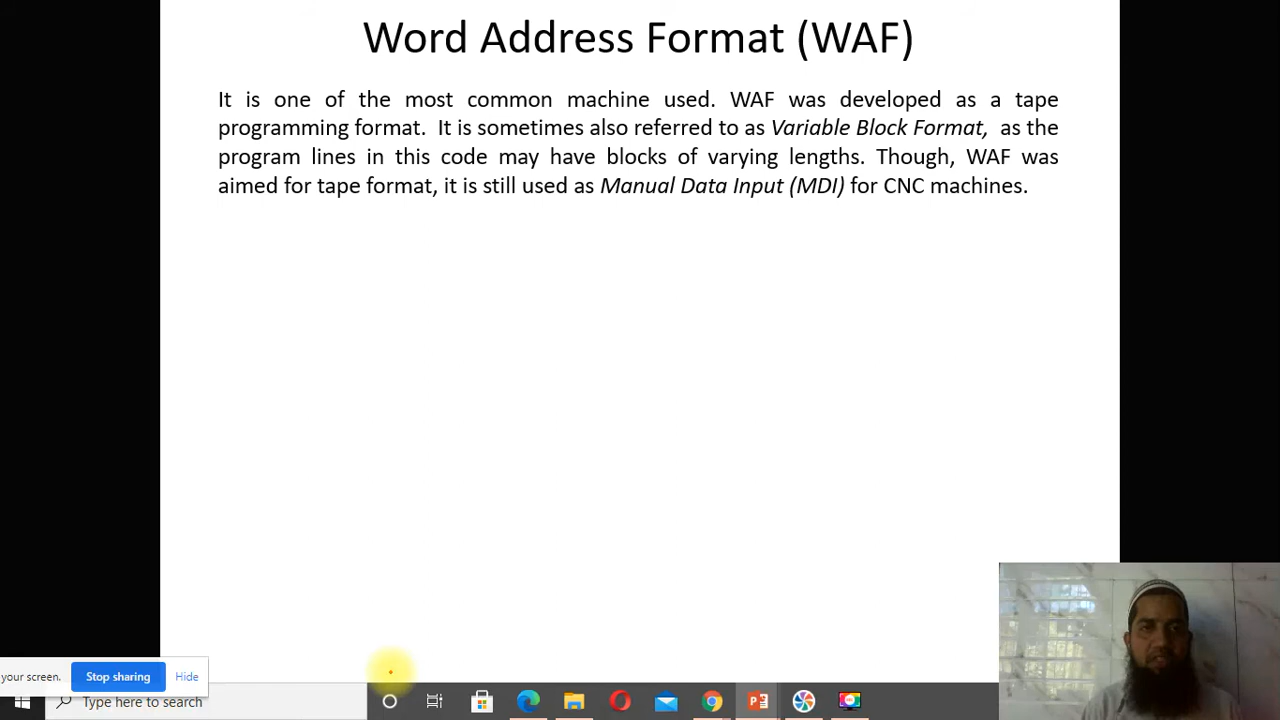 Word Address Format (WAF)
It is one of the most common machine used. WAF was developed as a tape
programming format. It is sometimes also referred to as Variable Block Format, as the
program lines in this code may have blocks of varying lengths. Though, WAF was
aimed for tape format, it is still used as Manual Data Input (MDI) for CNC machines.
your screen. Stop sharing Hide
Type here to search